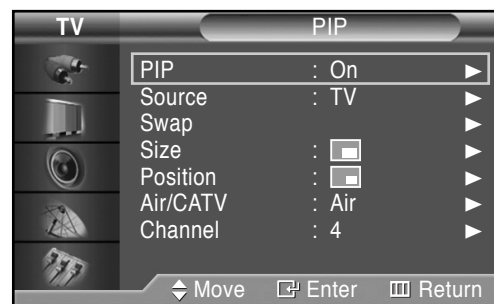 TV PIP
PIP : On ►
Source : TV ►
Swap ►
Size : ►
Position : ►
Air/CATV : Air ►
Channel : 4 ►
Move Enter Return